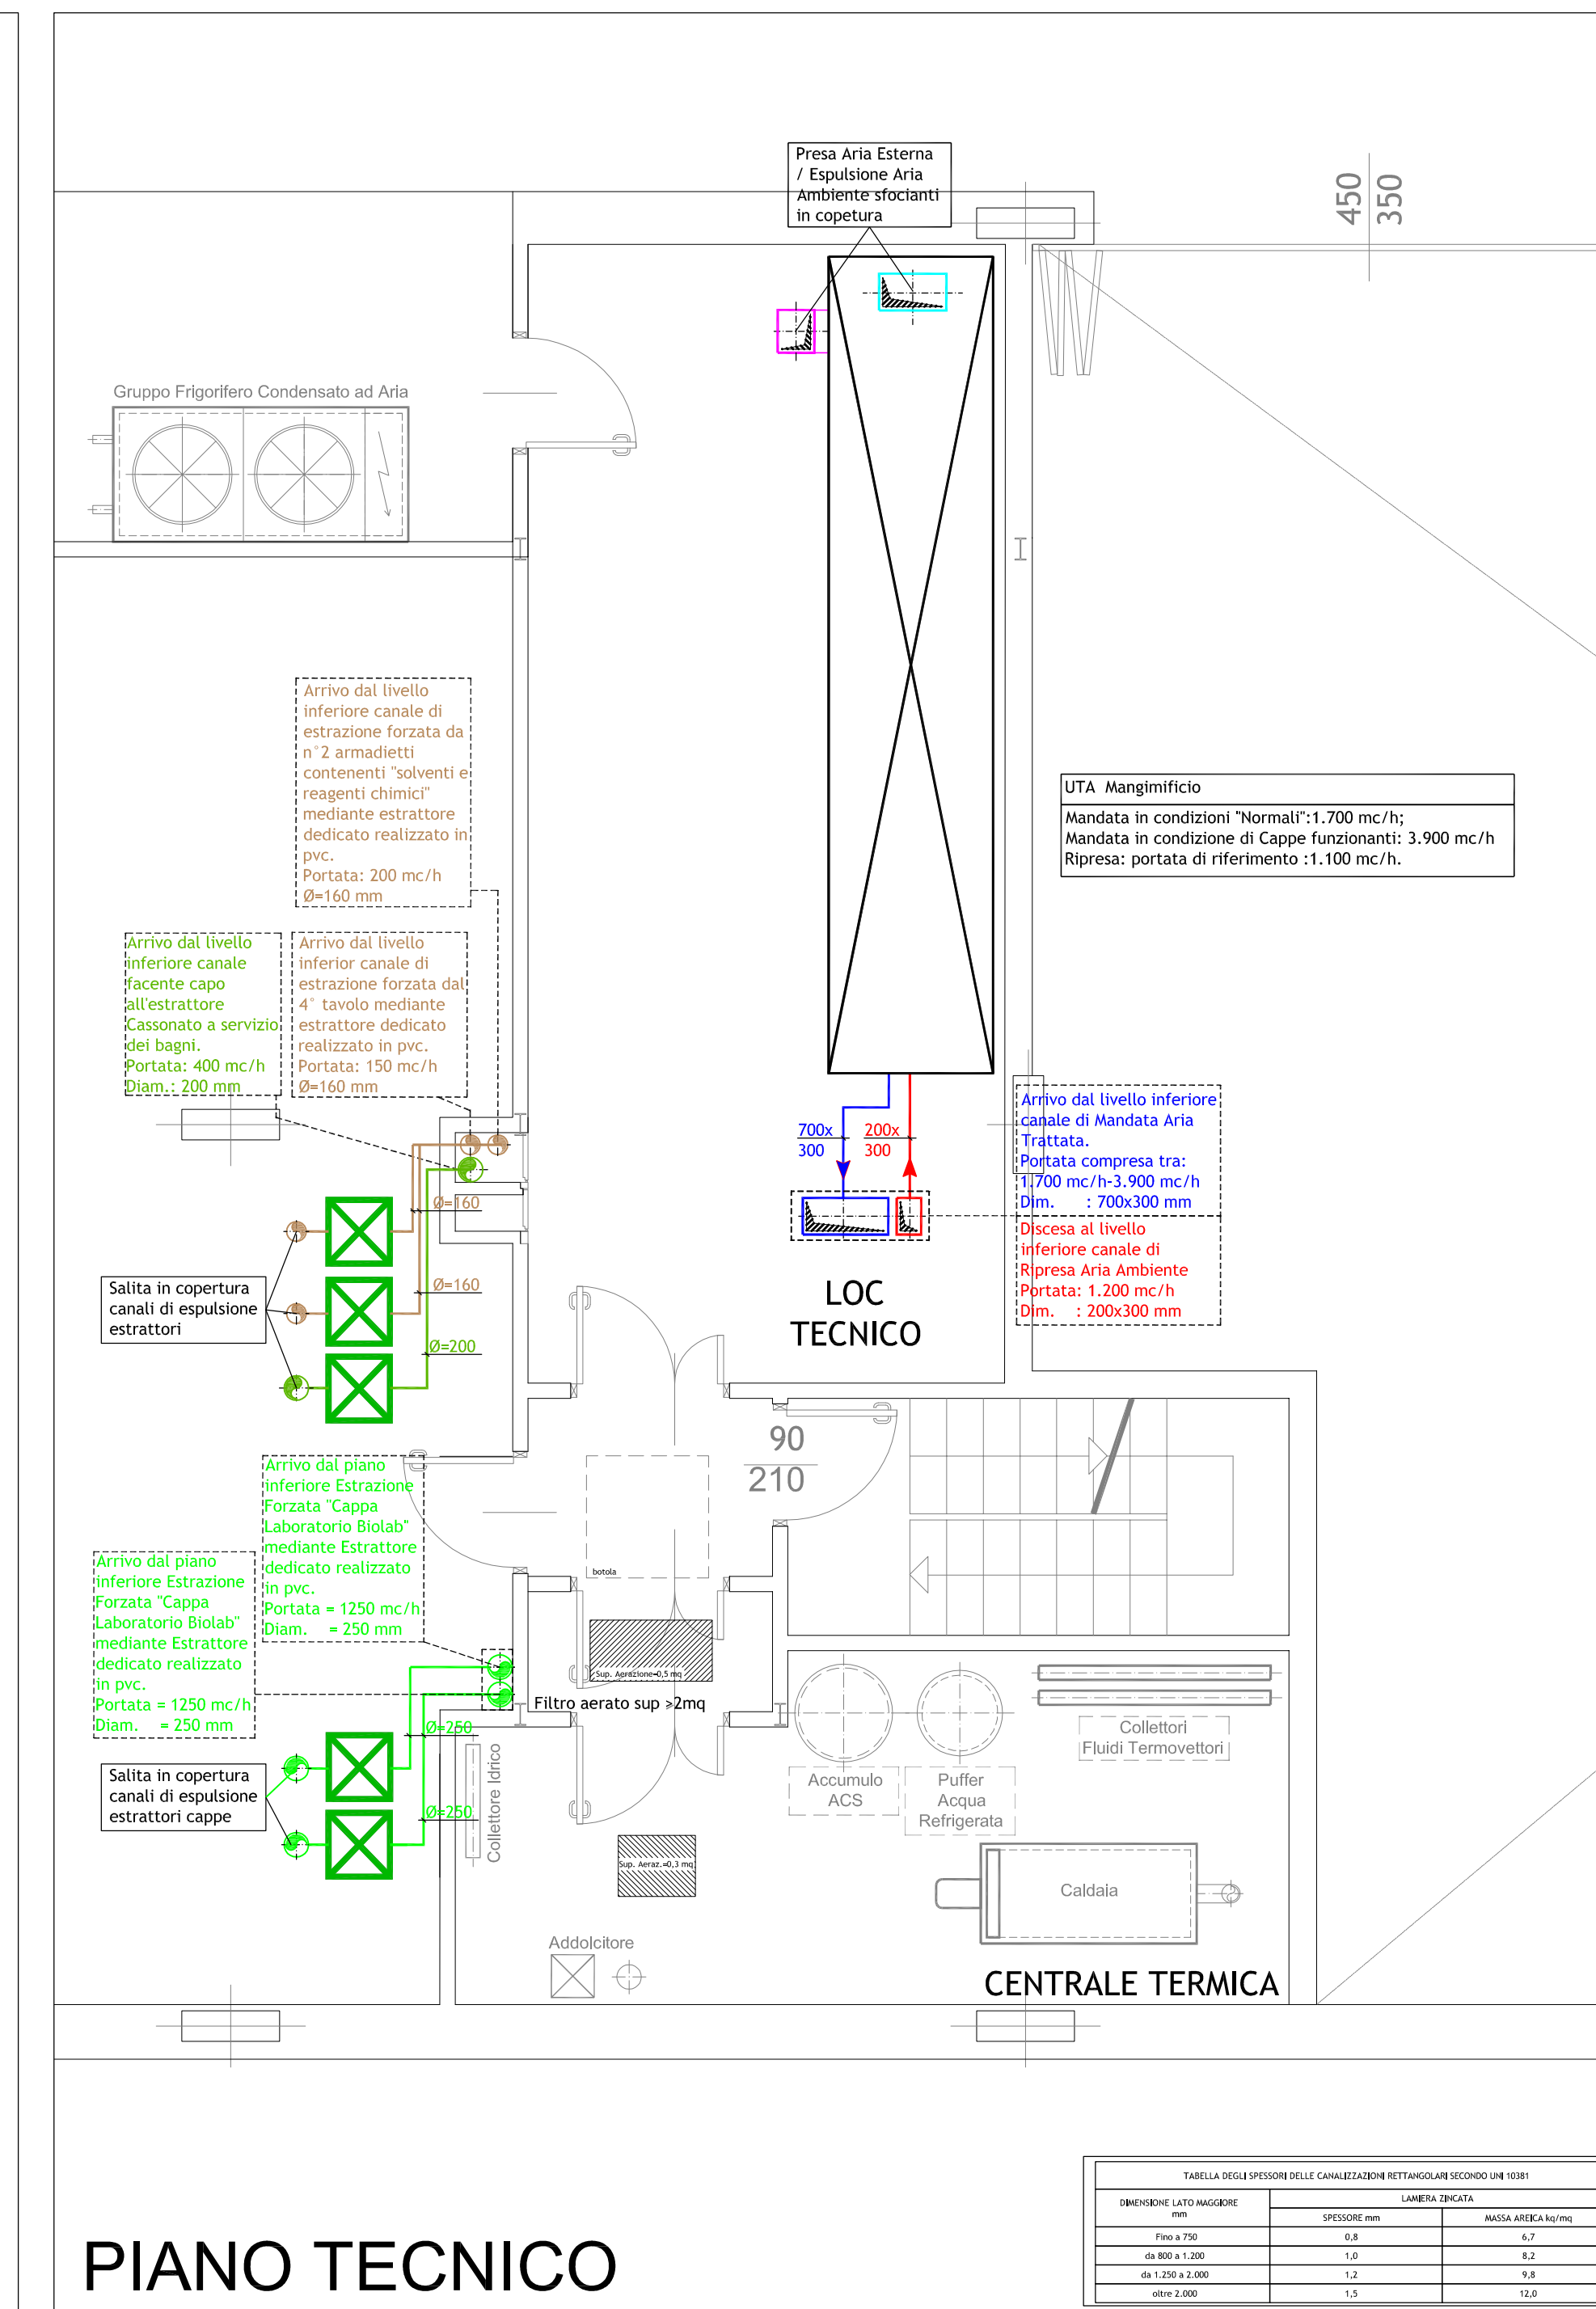 Presa Aria Esterna
/ Espulsione Aria
Ambiente sfocianti
in copetura
450
350
Gruppo Frigorifero Condensato ad Aria
Arrivo dal livello
inferiore canale di
estrazione forzata da
n°2 armadietti
contenenti "solventi e
reagenti chimici"
mediante estrattore
dedicato realizzato in
pvc.
Portata: 200 mc/h
Ø=160 mm
UTA Mangimificio
Mandata in condizioni "Normali":1.700 mc/h;
Mandata in condizione di Cappe funzionanti: 3.900 mc/h
Ripresa: portata di riferimento :1.100 mc/h.
Arrivo dal livello
inferiore canale
facente capo
all'estrattore
Cassonato a servizio
dei bagni.
Portata: 400 mc/h
Diam.: 200 mm
Arrivo dal livello
inferior canale di
estrazione forzata dal
4° tavolo mediante
estrattore dedicato
realizzato in pvc.
Portata: 150 mc/h
Ø=160 mm
700x
300
200x
300
Arrivo dal livello inferiore
canale di Mandata Aria
Trattata.
Portata compresa tra:
1.700 mc/h-3.900 mc/h
Dim. : 700x300 mm
Discesa al livello
inferiore canale di
Ripresa Aria Ambiente
Portata: 1.200 mc/h
Dim. : 200x300 mm
Ø=160
Ø=160
Ø=200
Salita in copertura
canali di espulsione
estrattori
LOC
TECNICO
90
210
botola
Arrivo dal piano
inferiore Estrazione
Forzata "Cappa
Laboratorio Biolab"
mediante Estrattore
dedicato realizzato
in pvc.
Portata = 1250 mc/h
Diam. = 250 mm
Arrivo dal piano
inferiore Estrazione
Forzata "Cappa
Laboratorio Biolab"
mediante Estrattore
dedicato realizzato
in pvc.
Portata = 1250 mc/h
Diam. = 250 mm
Sup. Aerazione=0,5 mq
Filtro aerato sup >2mq
Ø=250
Ø=250
Salita in copertura
canali di espulsione
estrattori cappe
Collettore Idrico
Accumulo
ACS
Puffer
Acqua
Refrigerata
Collettori
Fluidi Termovettori
Sup. Aeraz.=0,3 mq
Caldaia
Addolcitore
CENTRALE TERMICA
PIANO TECNICO
TABELLA DEGLI SPESSORI DELLE CANALIZZAZIONI RETTANGOLARI SECONDO UNI 10381
DIMENSIONE LATO MAGGIORE
mm
LAMIERA ZINCATA
SPESSORE mm MASSA AREICA kg/mq
Fino a 750 0,8 6,7
da 800 a 1.200 1,0 8,2
da 1.250 a 2.000 1,2 9,8
oltre 2.000 1,5 12,0